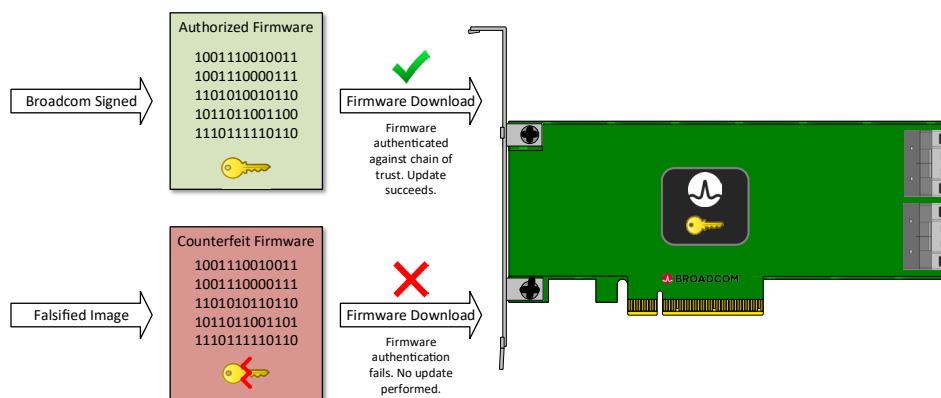 Authorized Firmware
1001110010011
1001110000111
1101010010110
1011011001100
1110111110110
Broadcom Signed
Firmware Download
Firmware
authenticated
against chain of
trust. Update
succeeds.
BROADCOM
Counterfeit Firmware
1001110010011
1001110000111
1101010110110
1011011001101
1110111110110
Falsified Image
Firmware Download
Firmware
authentication
fails. No update
performed.